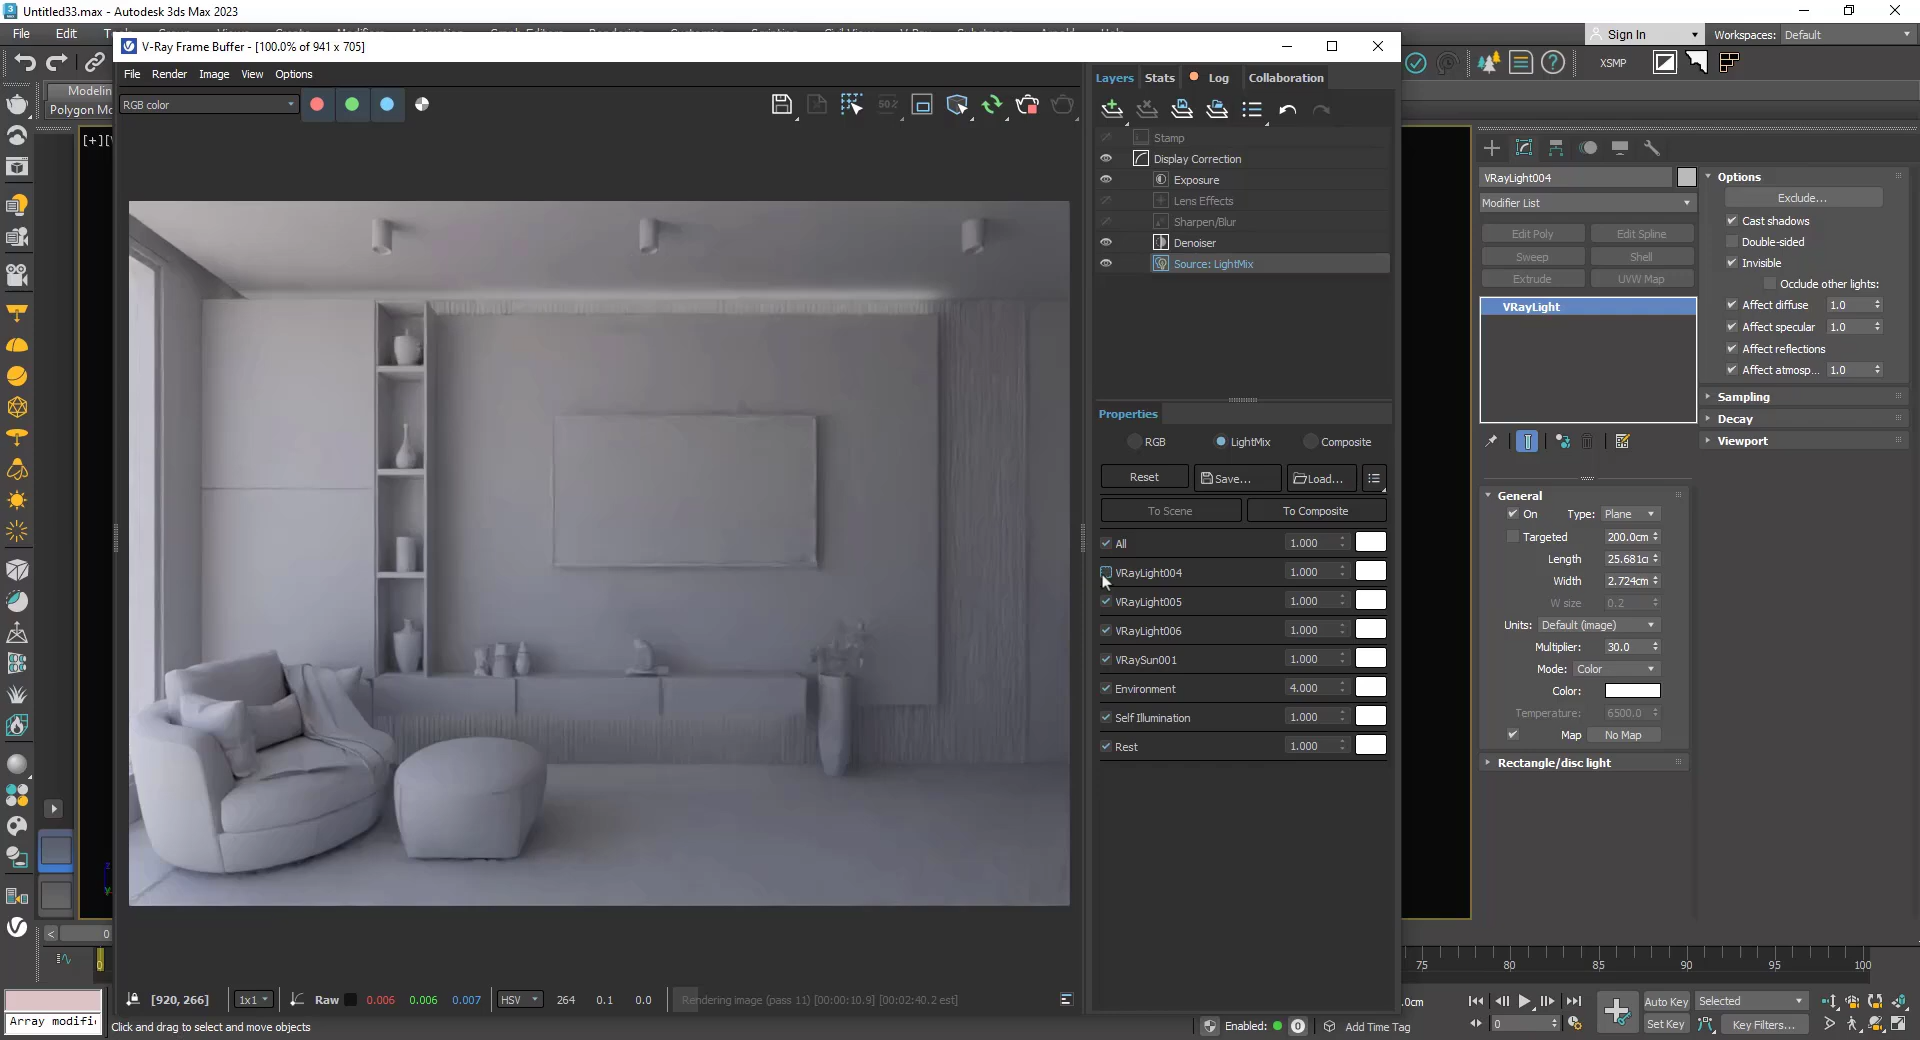 Untitled33.max - Autodesk 3ds Max 2023
File
Edit
Sign In
Workspaces:
Default
V-Ray Frame Buffer - [100.0% of 941 x 705]
File
Render
Image
View
Options
RGB color
50%
Layers
Stats
Log
Collaboration
Stamp
Display Correction
Exposure
Lens Effects
Sharpen/Blur
Denoiser
Source: LightMix
Properties
RGB
LightMix
Composite
Reset
Save...
Load...
To Scene
To Composite
All
1.000
VRayLight004
1.000
VRayLight005
1.000
VRayLight006
1.000
VRaySun001
1.000
Environment
4.000
Self Illumination
1.000
Rest
1.000
[920, 266]
1x1
Raw
0.006
0.006
0.007
HSV
264
0.1
0.0
Rendering image (pass 11) [00:00:10.9] [00:02:40.2 est]
XSMP
VRayLight004
Modifier List
Edit Poly
Edit Spline
Sweep
Shell
Extrude
UVW Map
VRayLight
Options
Exclude...
Cast shadows
Double-sided
Invisible
Occlude other lights:
Affect diffuse
1.0
Affect specular
1.0
Affect reflections
Affect atmosp...
1.0
Sampling
Decay
Viewport
General
On
Type:
Plane
Targeted
200.0cm
Length
25.681c
Width
2.724cm
W size
0.2
Units:
Default (image)
Multiplier:
30.0
Mode:
Color
Color:
Temperature:
6500.0
Map
No Map
Rectangle/disc light
Modelin
Polygon Mo
[+]
<
0
0
75
80
85
90
95
100
Array modifi
Click and drag to select and move objects
Enabled:
0
Add Time Tag
.0cm
Auto Key
Selected
Set Key
Key Filters...
0